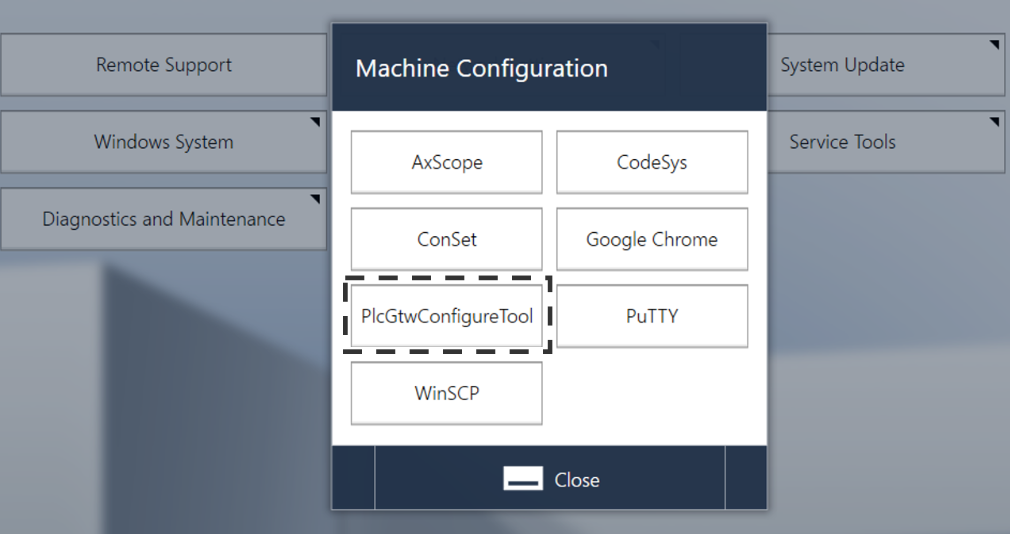 Remote Support
Windows System
Diagnostics and Maintenance
Machine Configuration
AxScope
CodeSys
ConSet
Google Chrome
PlcGtwConfigureTool
PuTTY
WinSCP
Close
System Update
Service Tools